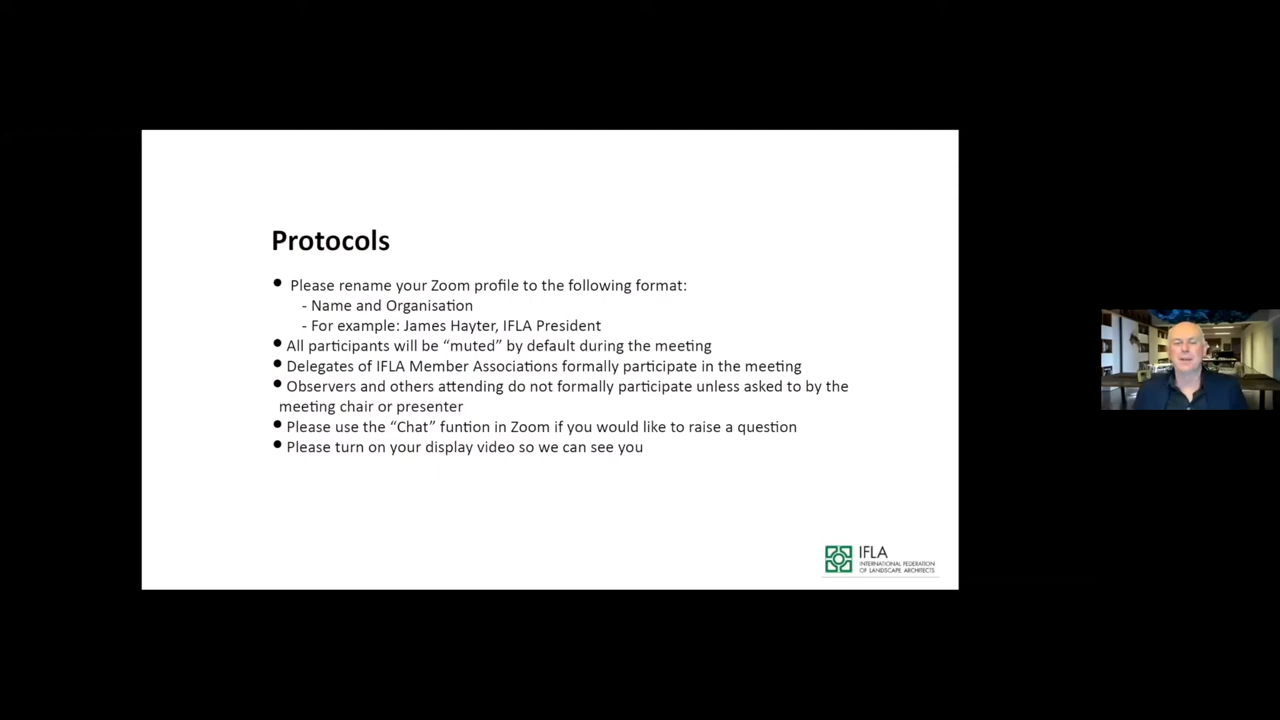 Protocols
● Please rename your Zoom profile to the following format:
- Name and Organisation
- For example: James Hayter, IFLA President
● All participants will be “muted” by default during the meeting
● Delegates of IFLA Member Associations formally participate in the meeting
● Observers and others attending do not formally participate unless asked to by the
meeting chair or presenter
● Please use the “Chat” funtion in Zoom if you would like to raise a question
● Please turn on your display video so we can see you
IFLA
INTERNATIONAL FEDERATION
OF LANDSCAPE ARCHITECTS